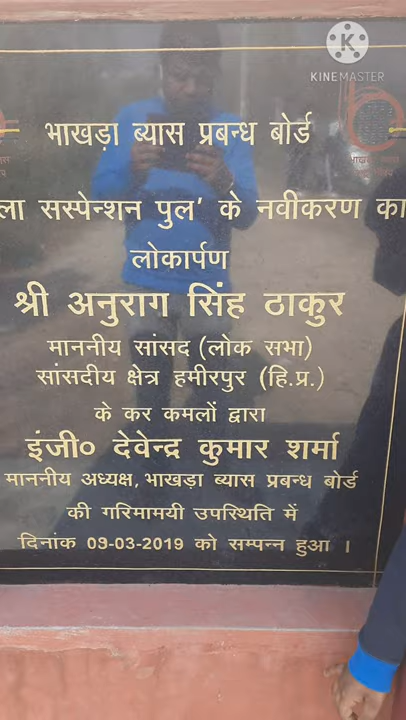 KINEMASTER
भाखड़ा ब्यास प्रबन्ध बोर्ड
सस्पेन्शन पुल' के नवीकरण का
लोकार्पण
श्री अनुराग सिंह ठाकुर
माननीय सांसद (लोक सभा)
सांसदीय क्षेत्र हमीरपुर (हि.प्र.)
के कर कमलों द्वारा
इंजी० देवेन्द्र कुमार शर्मा
माननीय अध्यक्ष, भाखड़ा ब्यास प्रबन्ध बोर्ड
की गरिमामयी उपस्थिति में
दिनांक 09-03-2019 को सम्पन्न हुआ ।